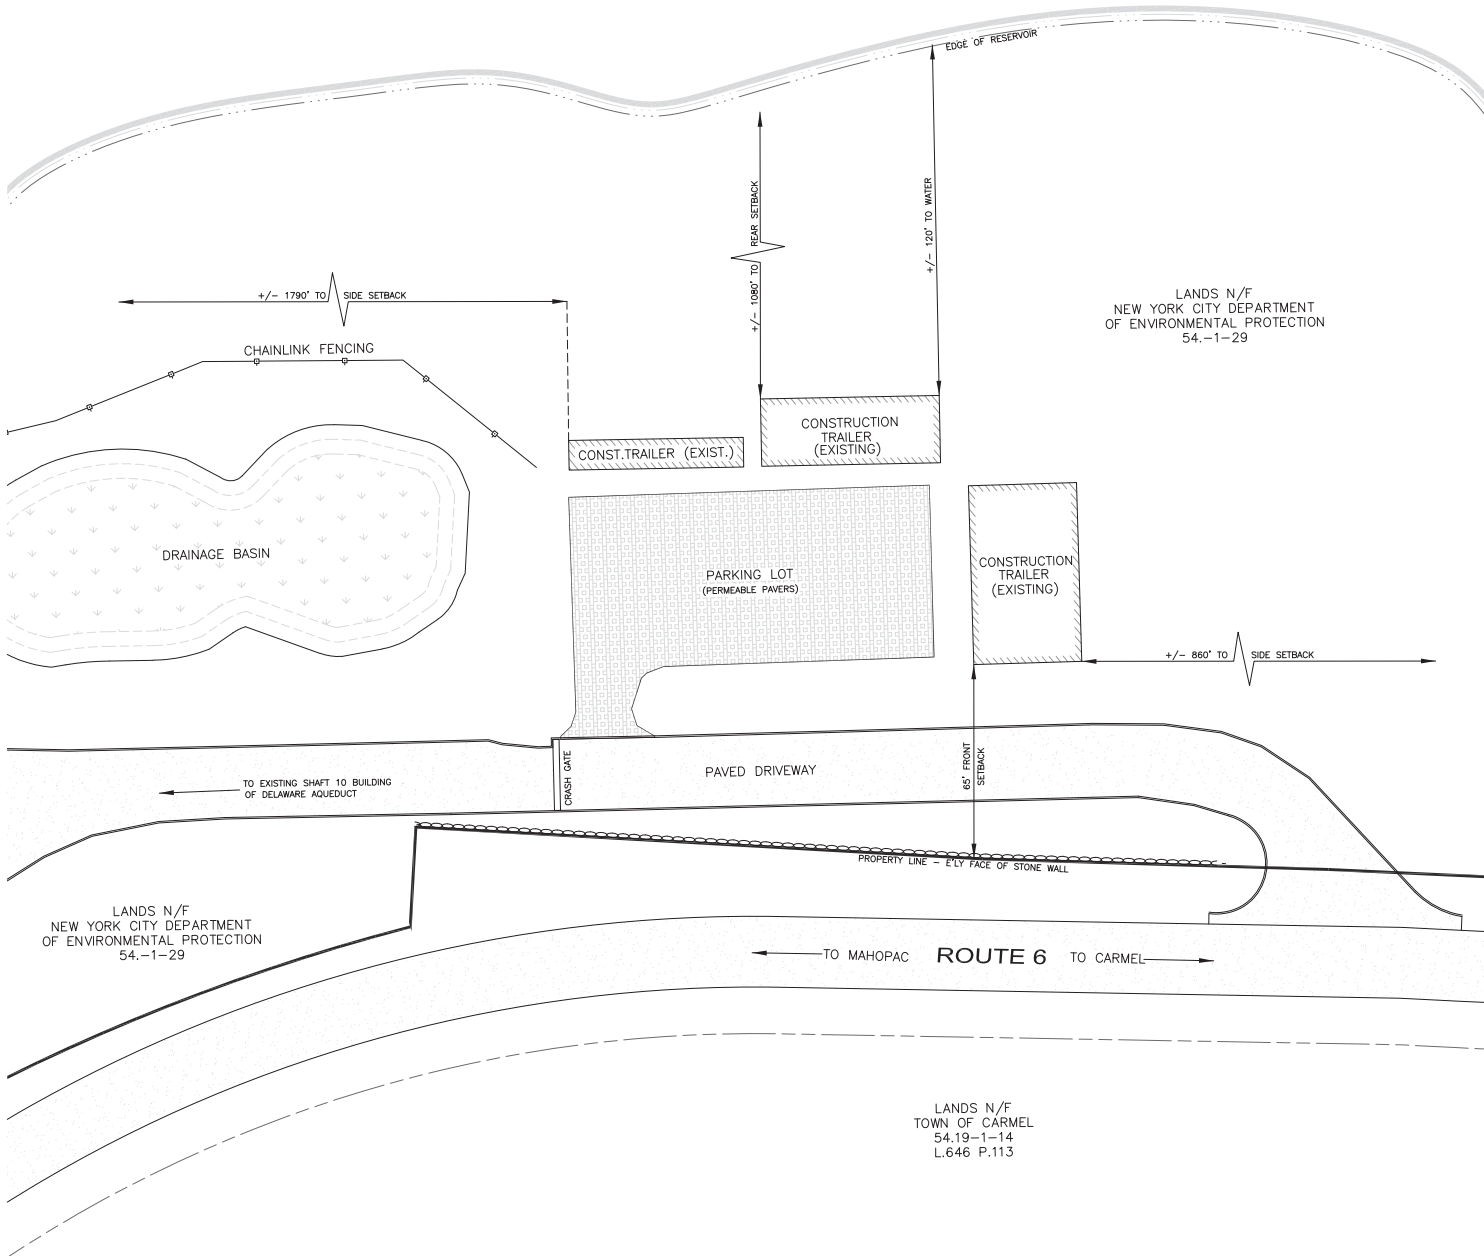 EDGE OF RESERVOIR
+/- 1080' TO REAR SETBACK
+/- 120' TO WATER
+/- 1790' TO SIDE SETBACK
LANDS N/F
NEW YORK CITY DEPARTMENT
OF ENVIRONMENTAL PROTECTION
54.-1-29
CHAINLINK FENCING
CONST.TRAILER (EXIST.)
CONSTRUCTION
TRAILER
(EXISTING)
DRAINAGE BASIN
PARKING LOT
(PERMEABLE PAVERS)
CONSTRUCTION
TRAILER
(EXISTING)
+/- 860' TO SIDE SETBACK
TO EXISTING SHAFT 10 BUILDING
OF DELAWARE AQUEDUCT
CRASH GATE
PAVED DRIVEWAY
65' FRONT
SETBACK
PROPERTY LINE - E'LY FACE OF STONE WALL
LANDS N/F
NEW YORK CITY DEPARTMENT
OF ENVIRONMENTAL PROTECTION
54.-1-29
TO MAHOPAC ROUTE 6 TO CARMEL
LANDS N/F
TOWN OF CARMEL
54.19-1-14
L.646 P.113